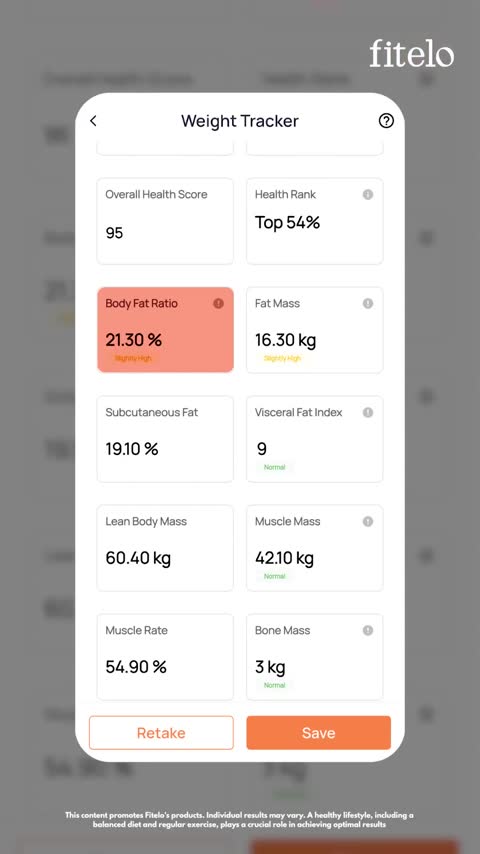 fitelo
Weight Tracker
Overall Health Score
Health Rank
95
Top 54%
Body Fat Ratio
Fat Mass
21.30 %
16.30 kg
Slightly High
Slightly High
Subcutaneous Fat
Visceral Fat Index
19.10 %
9
Normal
Lean Body Mass
Muscle Mass
60.40 kg
42.10 kg
Normal
Muscle Rate
Bone Mass
54.90 %
3 kg
Normal
Retake
Save
This content promotes Fitelo's products. Individual results may vary. A healthy lifestyle, including a
balanced diet and regular exercise, plays a crucial role in achieving optimal results